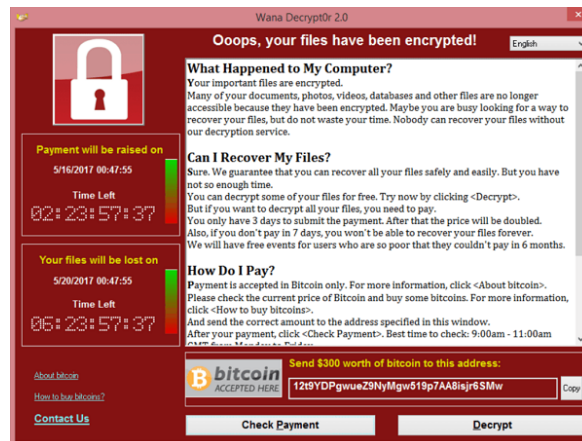 Wana Decrypt0r 2.0
Ooops, your files have been encrypted!
English
What Happened to My Computer?
Your important files are encrypted.
Many of your documents, photos, videos, databases and other files are no longer
accessible because they have been encrypted. Maybe you are busy looking for a way to
recover your files, but do not waste your time. Nobody can recover your files without
our decryption service.
Can I Recover My Files?
Sure. We guarantee that you can recover all your files safely and easily. But you have
not so enough time.
You can decrypt some of your files for free. Try now by clicking <Decrypt>.
But if you want to decrypt all your files, you need to pay.
You only have 3 days to submit the payment. After that the price will be doubled.
Also, if you don't pay in 7 days, you won't be able to recover your files forever.
We will have free events for users who are so poor that they couldn't pay in 6 months.
How Do I Pay?
Payment is accepted in Bitcoin only. For more information, click <About bitcoin>.
Please check the current price of Bitcoin and buy some bitcoins. For more information,
click <How to buy bitcoins>.
And send the correct amount to the address specified in this window.
After your payment, click <Check Payment>. Best time to check: 9:00am - 11:00am
GMT from Monday to Friday.
Payment will be raised on
5/16/2017 00:47:55
Time Left
02:23:57:37
Your files will be lost on
5/20/2017 00:47:55
Time Left
06:23:57:37
About bitcoin
How to buy bitcoins?
Contact Us
bitcoin
ACCEPTED HERE
Send $300 worth of bitcoin to this address:
12t9YDPgwueZ9NyMgw519p7AA8isjr6SMw
Copy
Check Payment
Decrypt